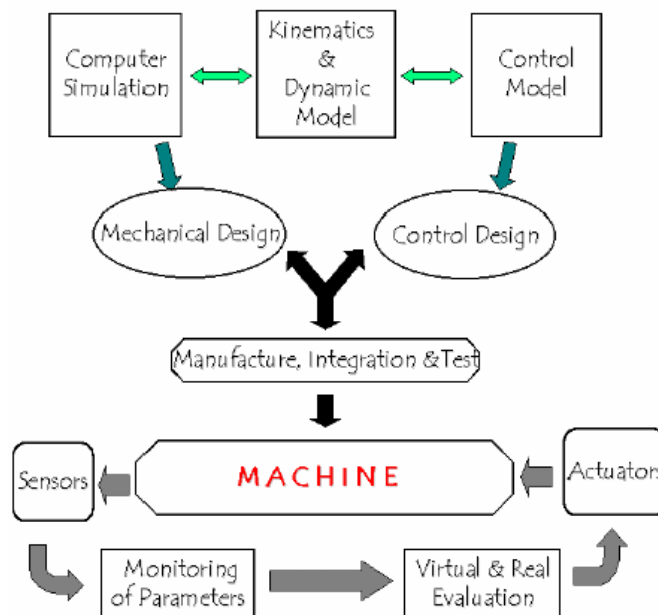 Computer
Simulation
Kinematics
&
Dynamic
Model
Control
Model
Mechanical Design
Control Design
Manufacture, Integration &Test
Sensors
MACHINE
Actuators
Monitoring
of Parameters
Virtual & Real
Evaluation